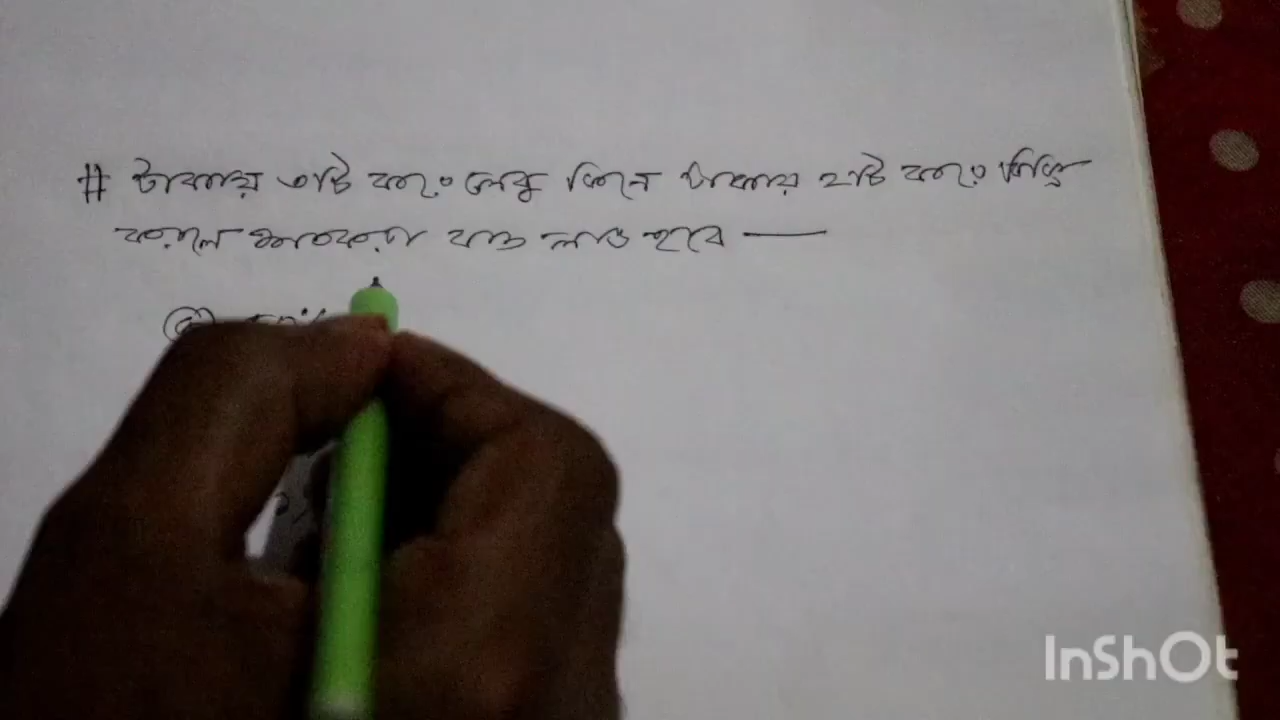 # টাকায় ৩টি করে লেবু কিনে টাকায় ২টি করে বিক্রি
করলে শতকরা কত লাভ হবে —
InShOt